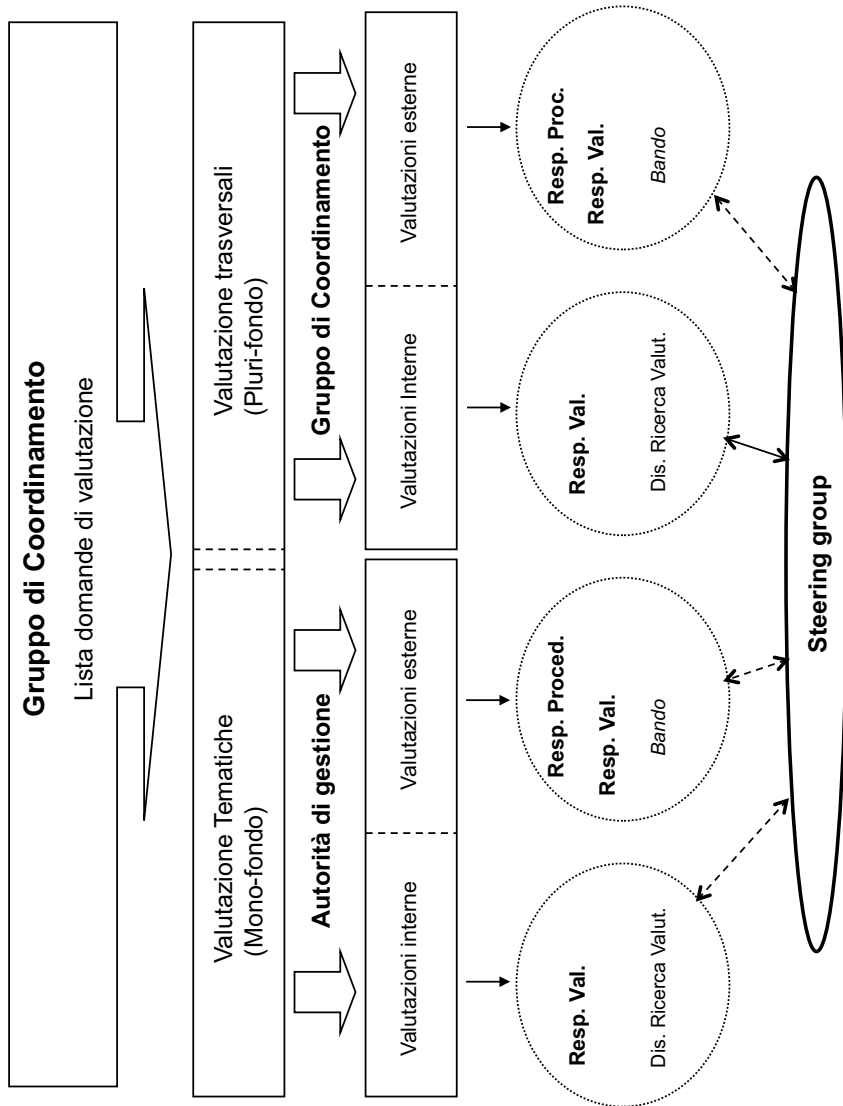 Gruppo di Coordinamento
Lista domande di valutazione
Valutazione Tematiche
(Mono-fondo)
Valutazione trasversali
(Pluri-fondo)
Autorità di gestione
Gruppo di Coordinamento
Valutazioni interne
Valutazioni esterne
Valutazioni Interne
Valutazioni esterne
Resp. Val.
Dis. Ricerca Valut.
Resp. Proced.
Resp. Val.
Bando
Resp. Val.
Dis. Ricerca Valut.
Resp. Proc.
Resp. Val.
Bando
Steering group